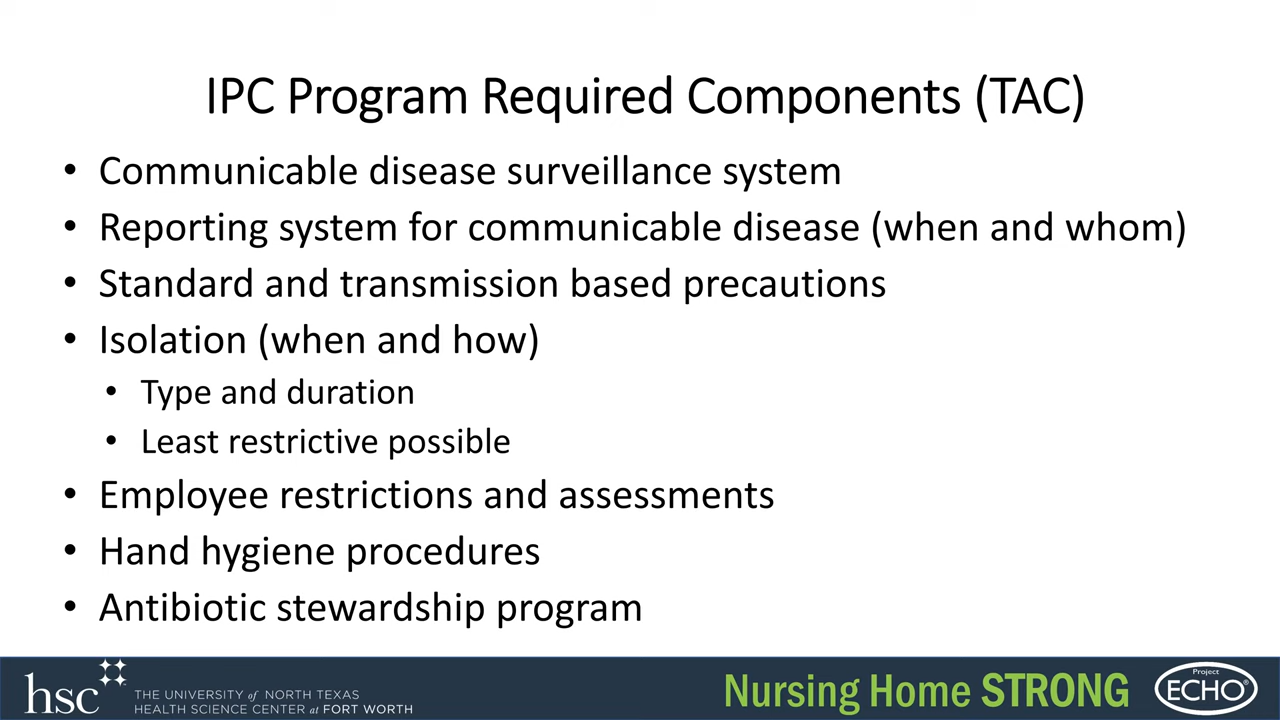 IPC Program Required Components (TAC)
• Communicable disease surveillance system
• Reporting system for communicable disease (when and whom)
• Standard and transmission based precautions
• Isolation (when and how)
• Type and duration
• Least restrictive possible
• Employee restrictions and assessments
• Hand hygiene procedures
• Antibiotic stewardship program
hsc
THE UNIVERSITY of NORTH TEXAS
HEALTH SCIENCE CENTER at FORT WORTH
Nursing Home STRONG
Project
ECHO®